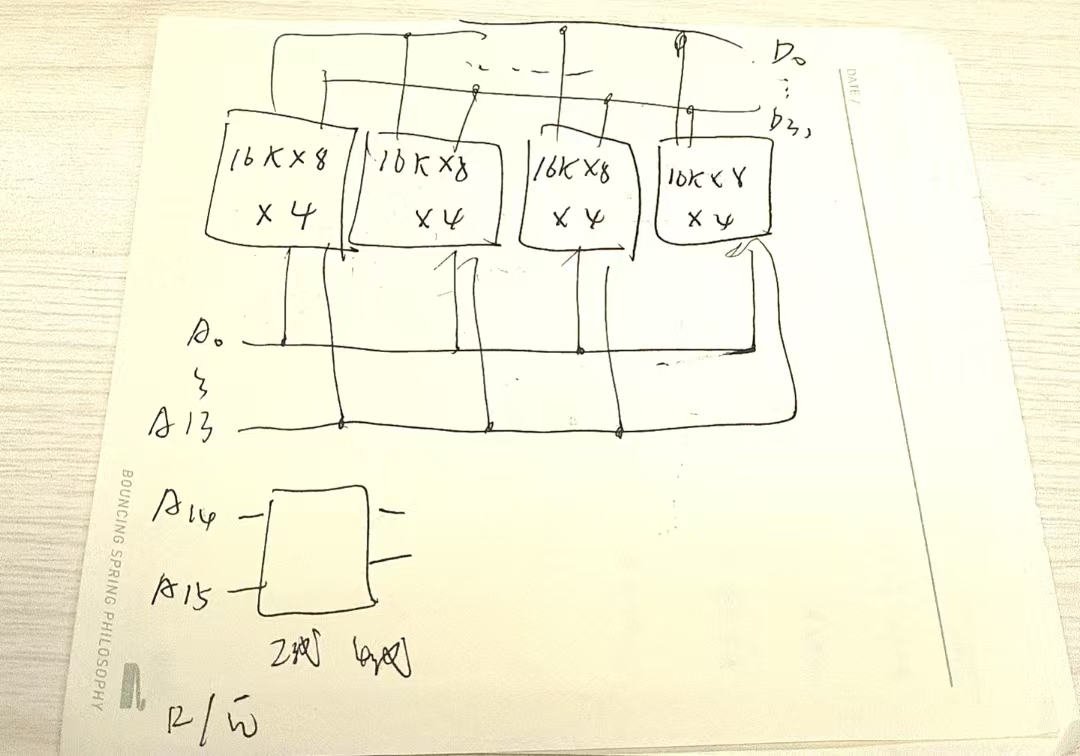 D0
⋮
D31
DATE/
16K×8
×4
16K×8
×4
16K×8
×4
16K×8
×4
A0
A13
A14
A15
2线 4线
R/W̅
BOUNCING SPRING PHILOSOPHY